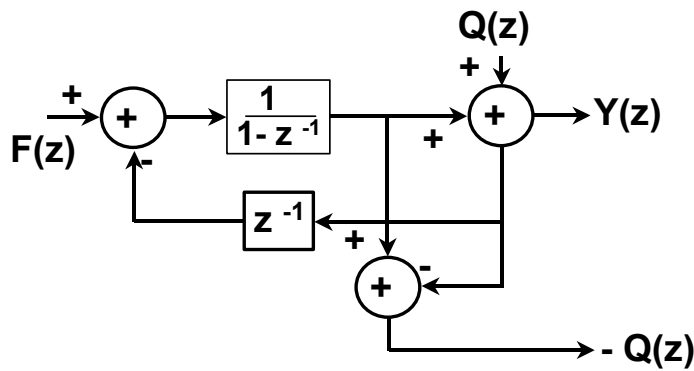 Q(z)
+
+ + 1 + Y(z)
1- z -1 +
F(z)
-
z -1
+ -
+
- Q(z)